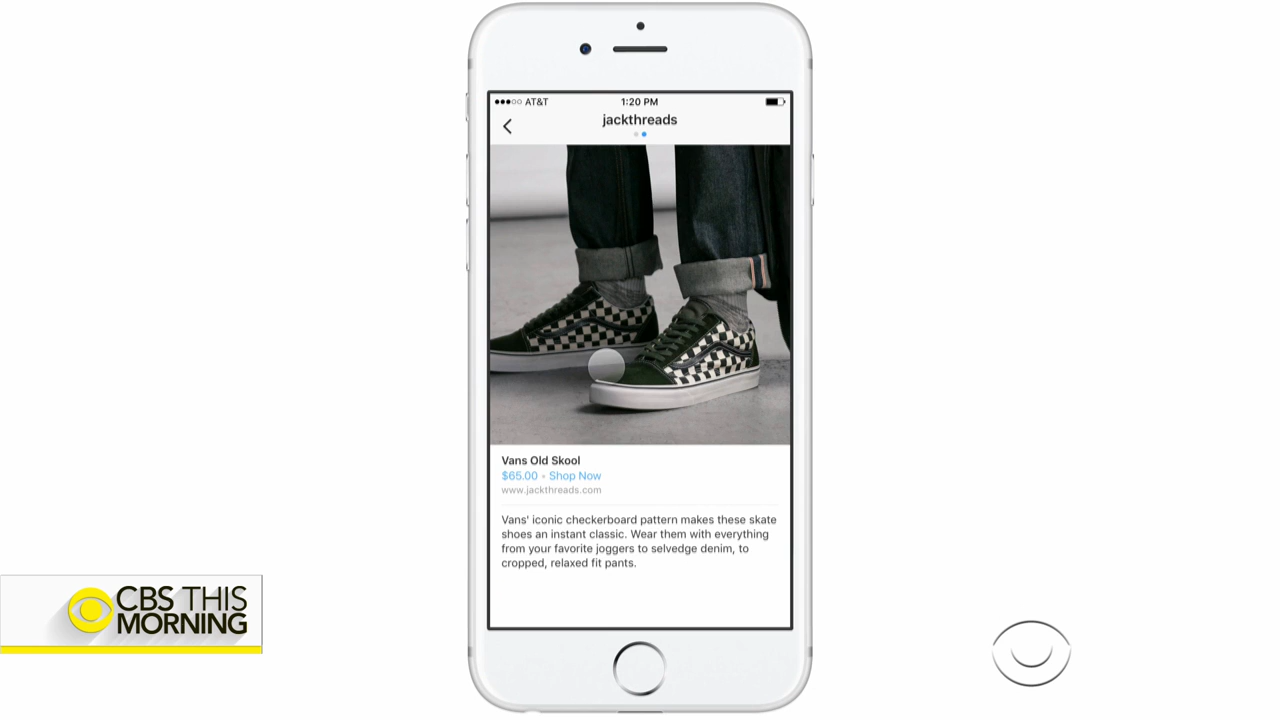 AT&T
1:20 PM
jackthreads
Vans Old Skool
$65.00 • Shop Now
www.jackthreads.com
Vans' iconic checkerboard pattern makes these skate
shoes an instant classic. Wear them with everything
from your favorite joggers to selvedge denim, to
cropped, relaxed fit pants.
CBS THIS
MORNING